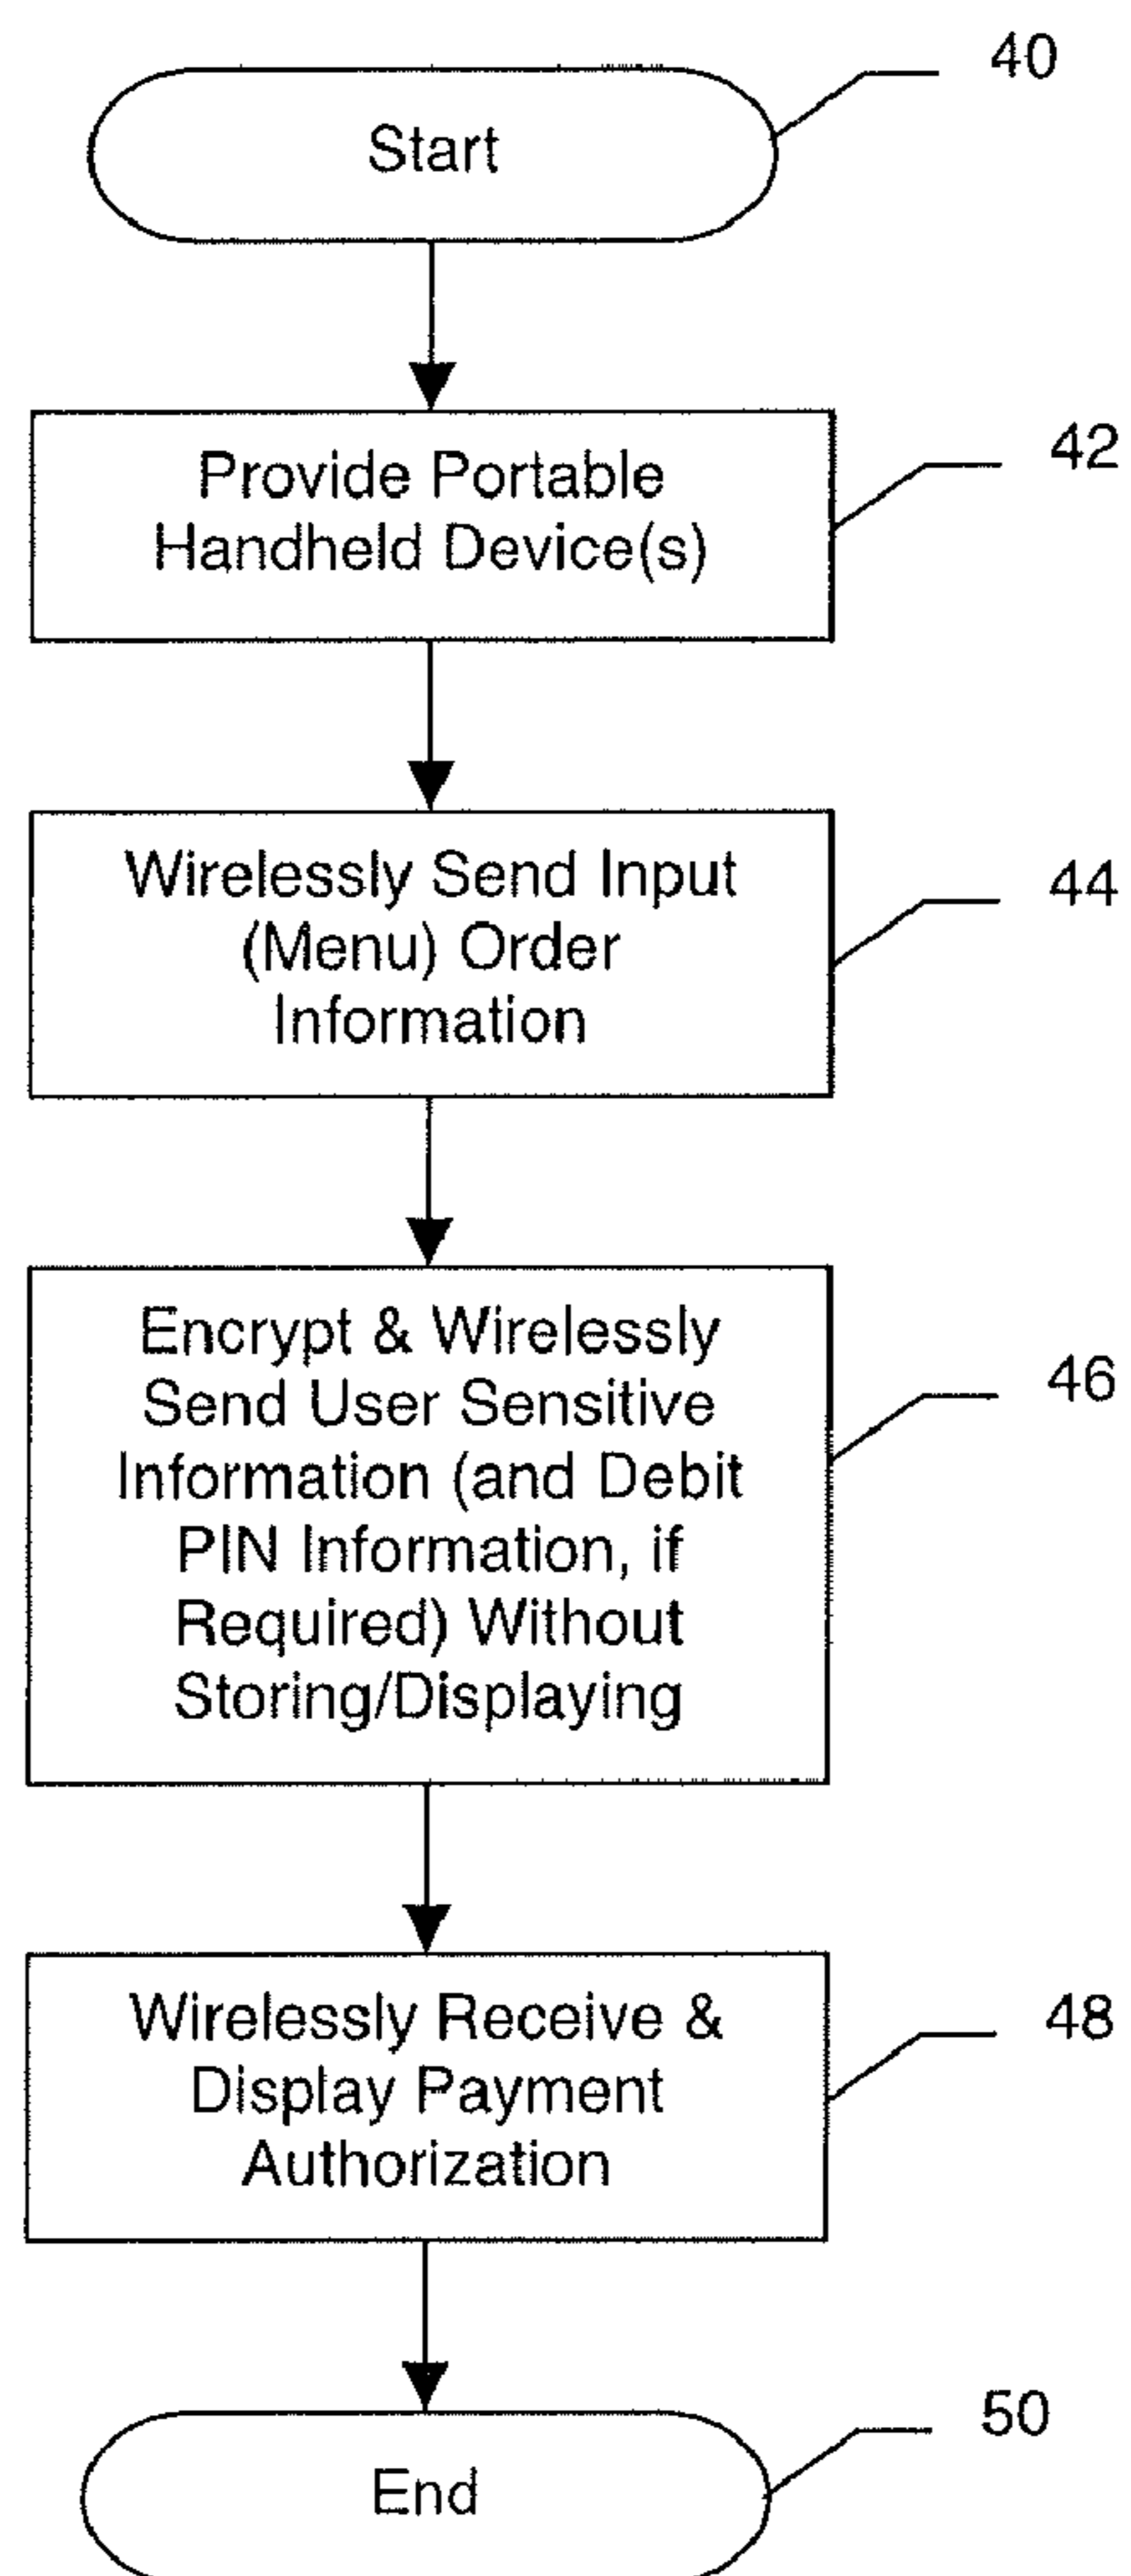 40
Start
42
Provide Portable
Handheld Device(s)
44
Wirelessly Send Input
(Menu) Order
Information
46
Encrypt & Wirelessly
Send User Sensitive
Information (and Debit
PIN Information, if
Required) Without
Storing/Displaying
48
Wirelessly Receive &
Display Payment
Authorization
50
End